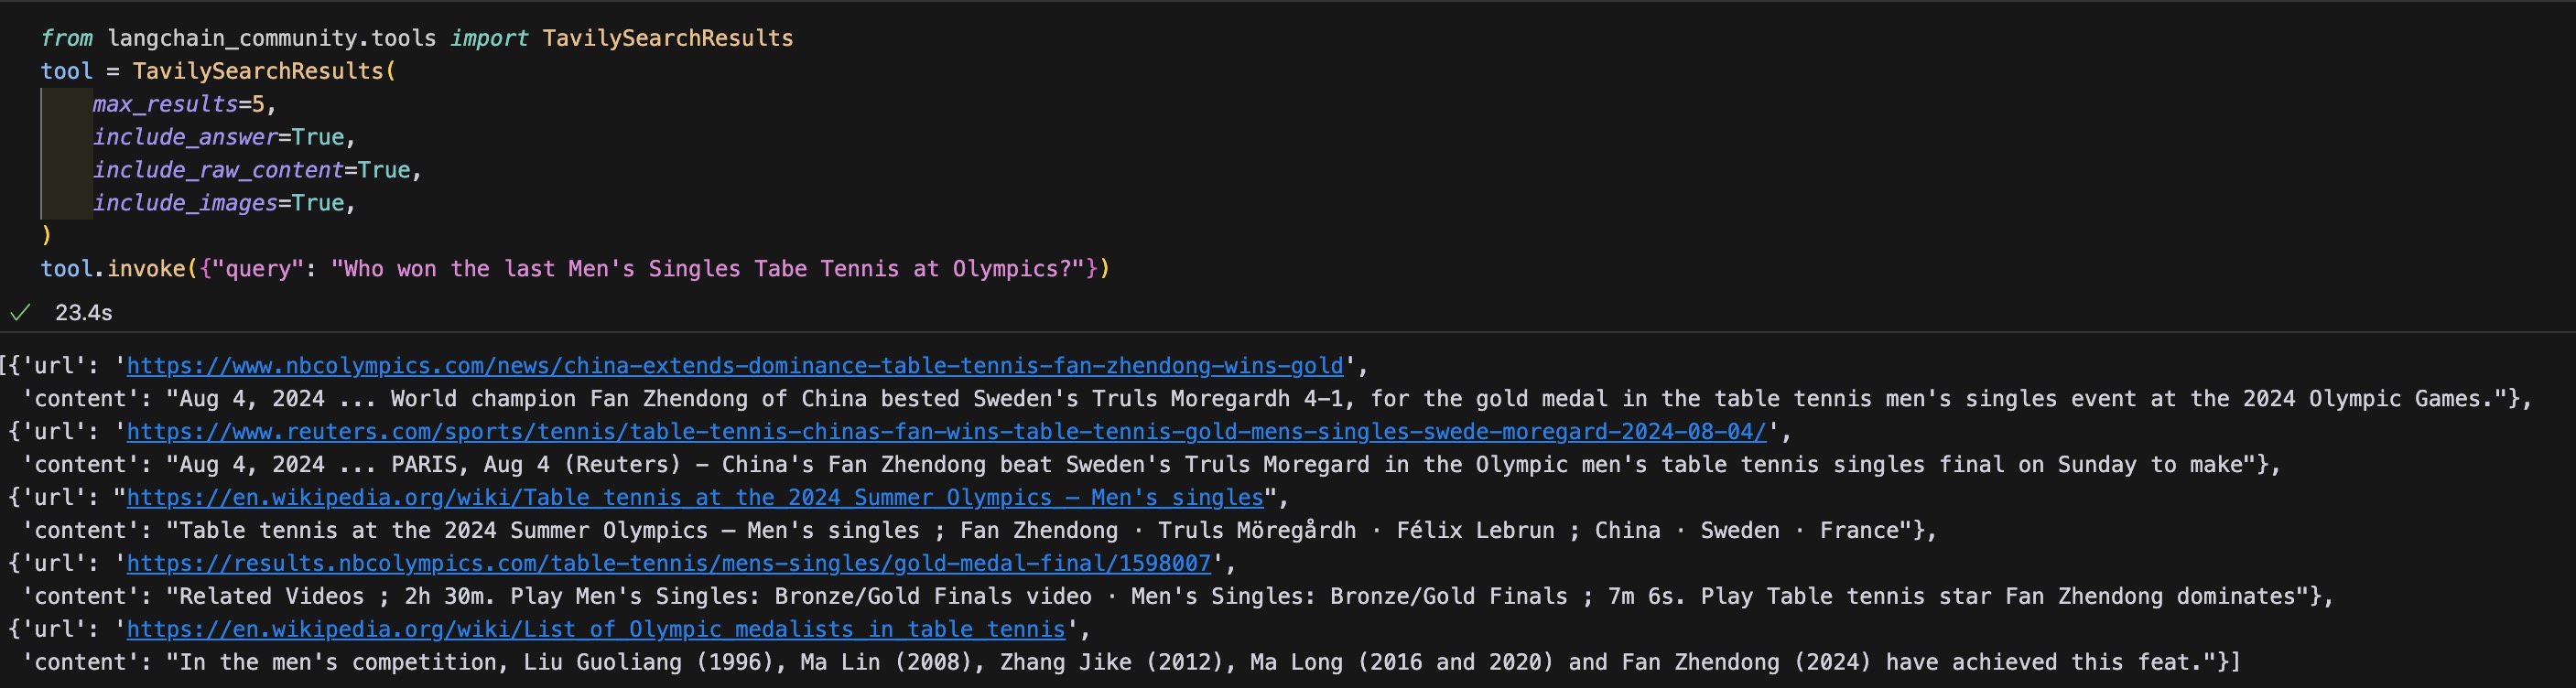 from langchain_community.tools import TavilySearchResults
tool = TavilySearchResults(
    max_results=5,
    include_answer=True,
    include_raw_content=True,
    include_images=True,
)
tool.invoke({"query": "Who won the last Men's Singles Tabe Tennis at Olympics?"})
✓ 23.4s
[{'url': 'https://www.nbcolympics.com/news/china-extends-dominance-table-tennis-fan-zhendong-wins-gold',
  'content': "Aug 4, 2024 ... World champion Fan Zhendong of China bested Sweden's Truls Moregardh 4-1, for the gold medal in the table tennis men's singles event at the 2024 Olympic Games."},
 {'url': 'https://www.reuters.com/sports/tennis/table-tennis-chinas-fan-wins-table-tennis-gold-mens-singles-swede-moregard-2024-08-04/',
  'content': "Aug 4, 2024 ... PARIS, Aug 4 (Reuters) - China's Fan Zhendong beat Sweden's Truls Moregard in the Olympic men's table tennis singles final on Sunday to make"},
 {'url': "https://en.wikipedia.org/wiki/Table_tennis_at_the_2024_Summer_Olympics_–_Men's_singles",
  'content': "Table tennis at the 2024 Summer Olympics – Men's singles ; Fan Zhendong · Truls Möregårdh · Félix Lebrun ; China · Sweden · France"},
 {'url': 'https://results.nbcolympics.com/table-tennis/mens-singles/gold-medal-final/1598007',
  'content': "Related Videos ; 2h 30m. Play Men's Singles: Bronze/Gold Finals video · Men's Singles: Bronze/Gold Finals ; 7m 6s. Play Table tennis star Fan Zhendong dominates"},
 {'url': 'https://en.wikipedia.org/wiki/List_of_Olympic_medalists_in_table_tennis',
  'content': "In the men's competition, Liu Guoliang (1996), Ma Lin (2008), Zhang Jike (2012), Ma Long (2016 and 2020) and Fan Zhendong (2024) have achieved this feat."}]